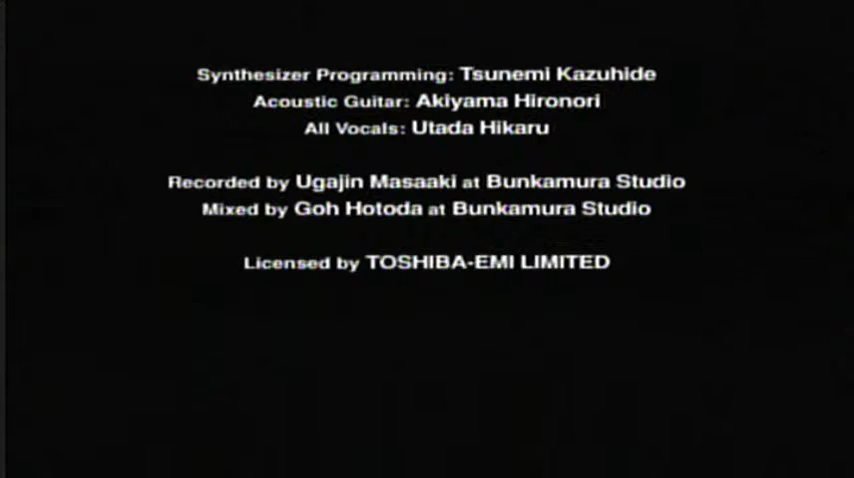 Synthesizer Programming: Tsunemi Kazuhide
Acoustic Guitar: Akiyama Hironori
All Vocals: Utada Hikaru
Recorded by Ugajin Masaaki at Bunkamura Studio
Mixed by Goh Hotoda at Bunkamura Studio
Licensed by TOSHIBA-EMI LIMITED